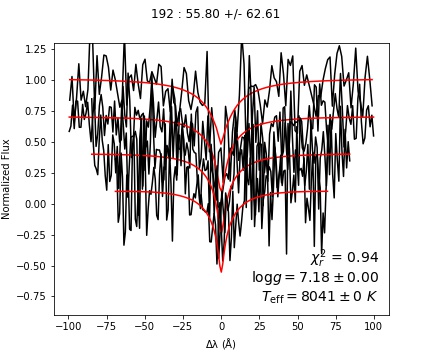 192 : 55.80 +/- 62.61
1.25
1.00
0.75
0.50
0.25
0.00
−0.25
−0.50
−0.75
Normalized Flux
χ²ᵣ = 0.94
log g = 7.18 ± 0.00
T_eff = 8041 ± 0 K
−100 −75 −50 −25 0 25 50 75 100
Δλ (Å)